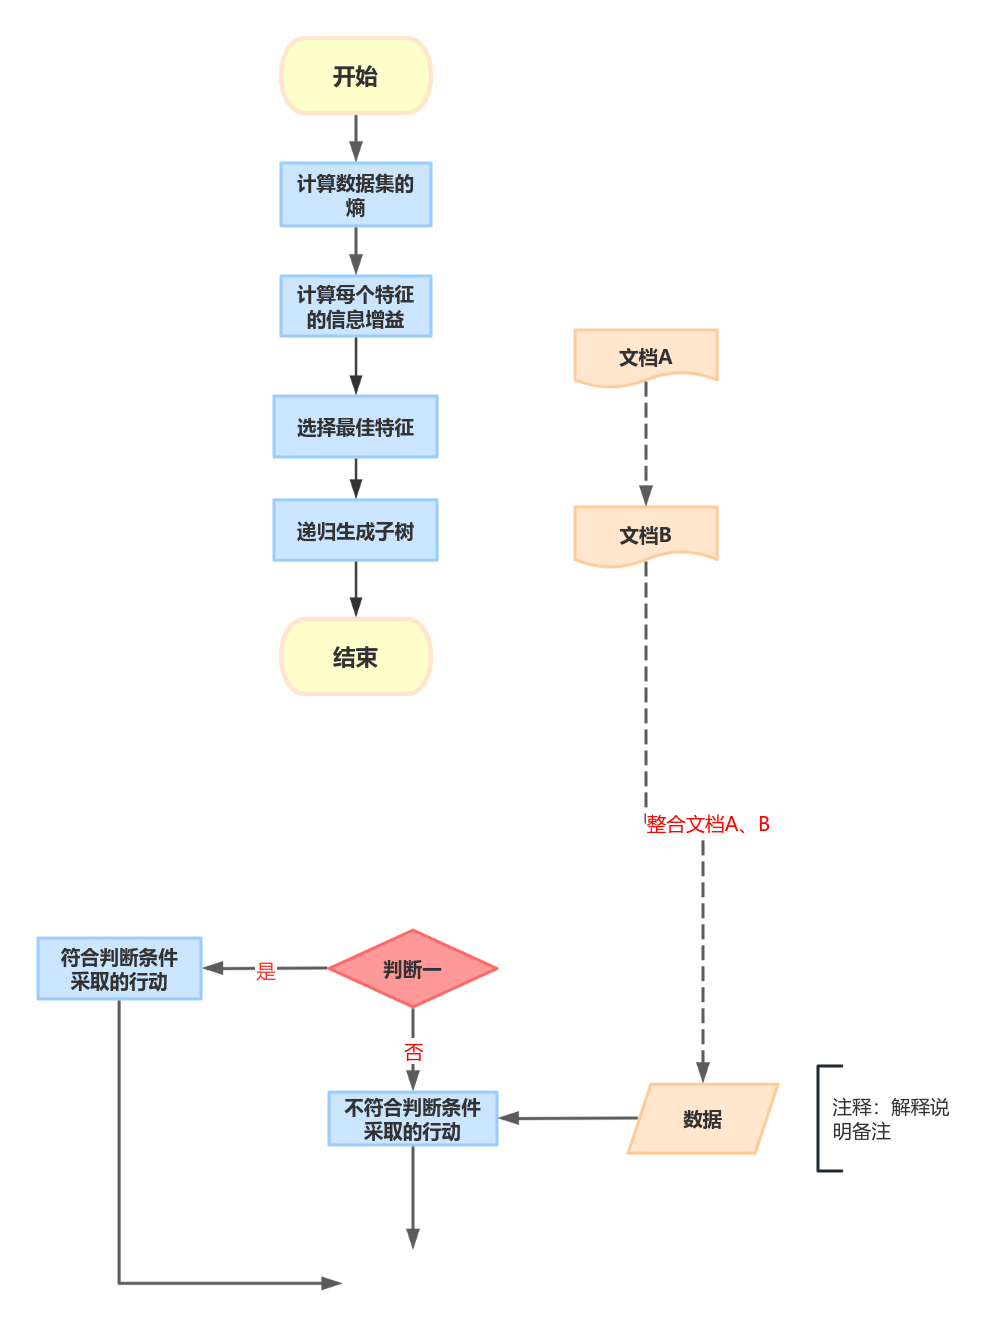 开始
计算数据集的
熵
计算每个特征
的信息增益
选择最佳特征
递归生成子树
结束
文档A
文档B
整合文档A、B
符合判断条件
采取的行动
是
判断一
否
不符合判断条件
采取的行动
数据
注释：解释说
明备注